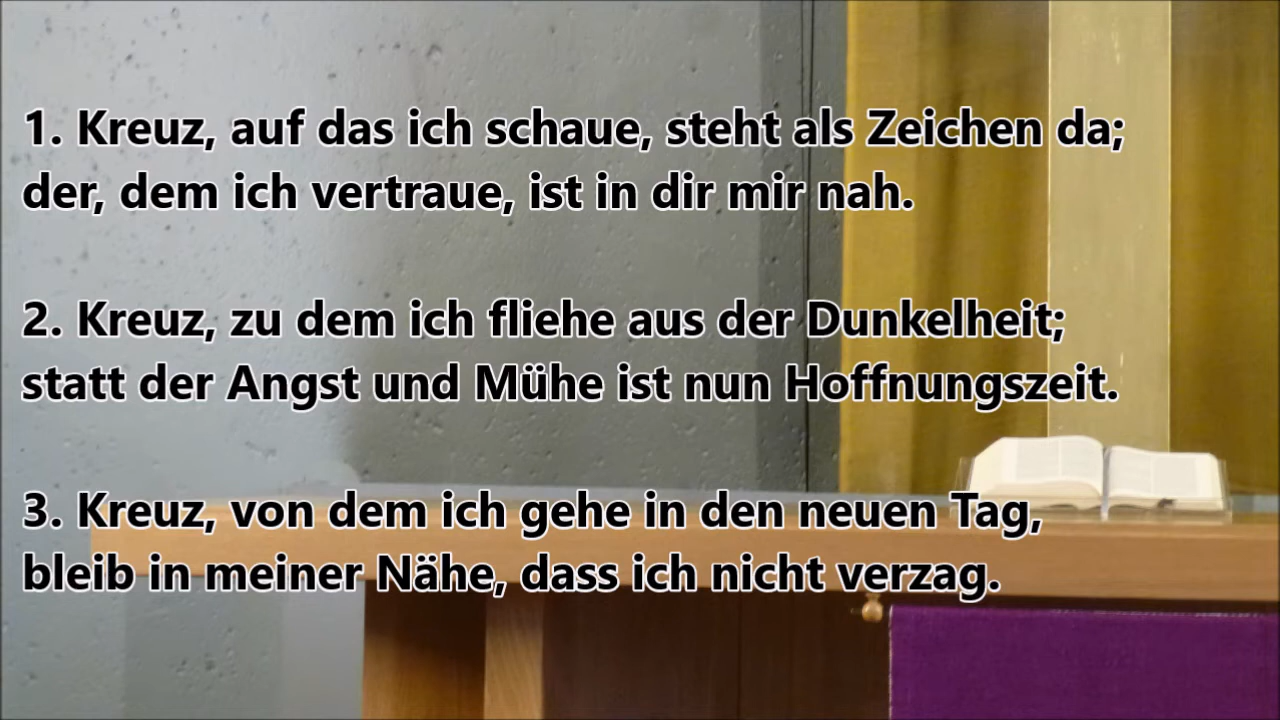 1. Kreuz, auf das ich schaue, steht als Zeichen da;
der, dem ich vertraue, ist in dir mir nah.
2. Kreuz, zu dem ich fliehe aus der Dunkelheit;
statt der Angst und Mühe ist nun Hoffnungszeit.
3. Kreuz, von dem ich gehe in den neuen Tag,
bleib in meiner Nähe, dass ich nicht verzag.